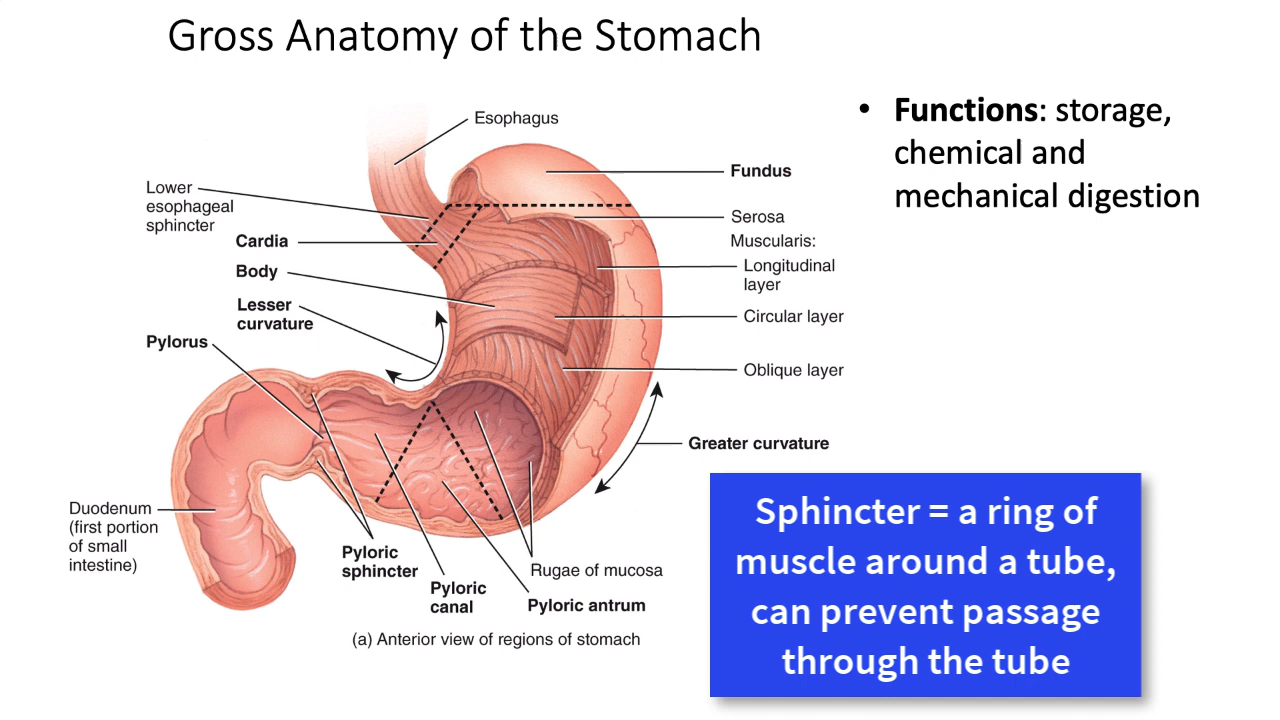 Gross Anatomy of the Stomach
• Functions: storage,
chemical and
mechanical digestion
Esophagus
Lower
esophageal
sphincter
Cardia
Body
Lesser
curvature
Pylorus
Duodenum
(first portion
of small
intestine)
Fundus
Serosa
Muscularis:
Longitudinal
layer
Circular layer
Oblique layer
Greater curvature
Pyloric
sphincter
Pyloric
canal
Rugae of mucosa
Pyloric antrum
(a) Anterior view of regions of stomach
Sphincter = a ring of
muscle around a tube,
can prevent passage
through the tube